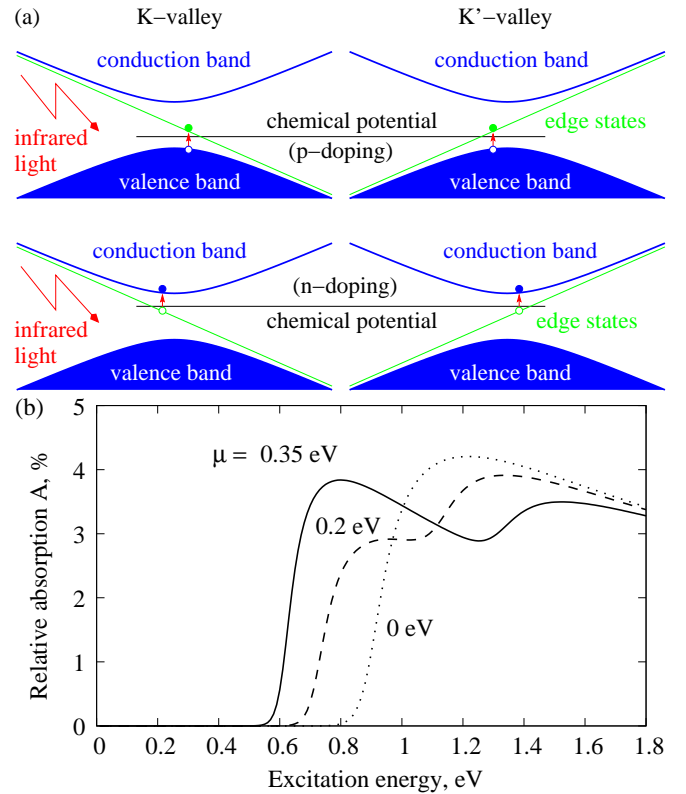 (a)
K−valley
K’−valley
conduction band
conduction band
infrared
light
chemical potential
(p−doping)
edge states
valence band
valence band
conduction band
conduction band
infrared
light
(n−doping)
chemical potential
edge states
valence band
valence band
(b)
Relative absorption A, %
5
4
3
2
1
0
μ = 0.35 eV
0.2 eV
0 eV
0 0.2 0.4 0.6 0.8 1 1.2 1.4 1.6 1.8
Excitation energy, eV